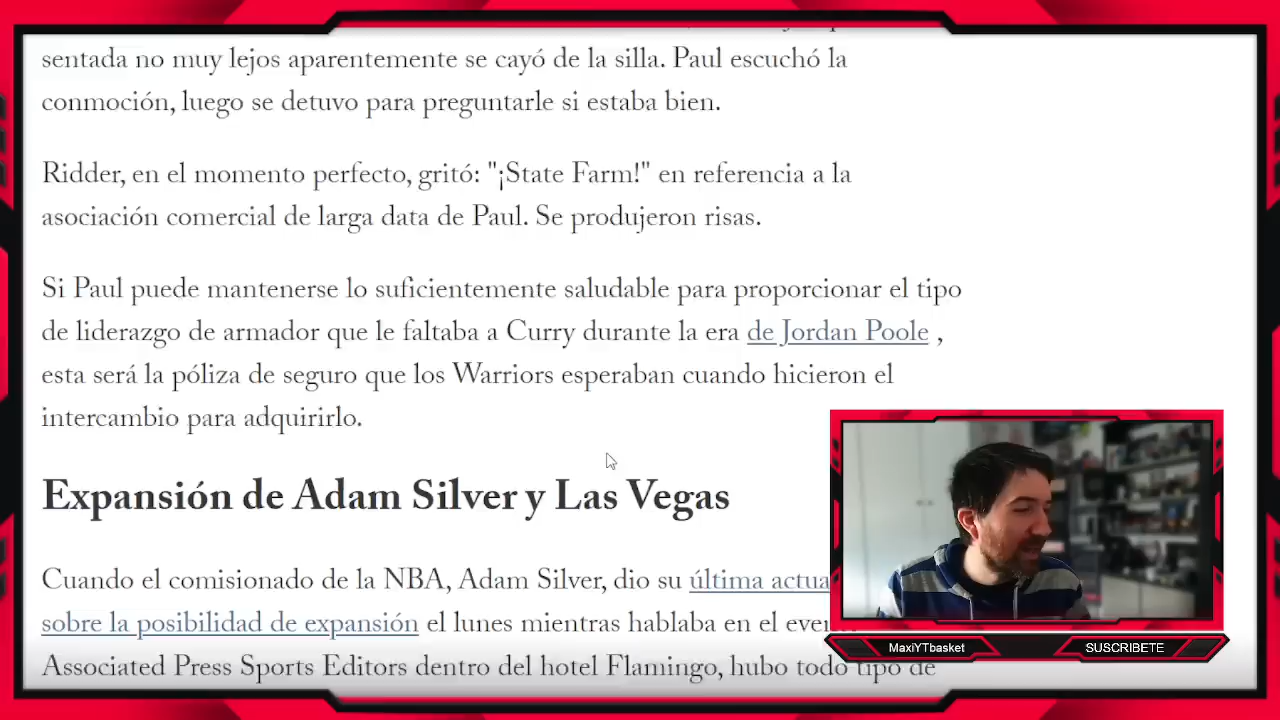 sentada no muy lejos aparentemente se cayó de la silla. Paul escuchó la
conmoción, luego se detuvo para preguntarle si estaba bien.
Ridder, en el momento perfecto, gritó: "¡State Farm!" en referencia a la
asociación comercial de larga data de Paul. Se produjeron risas.
Si Paul puede mantenerse lo suficientemente saludable para proporcionar el tipo
de liderazgo de armador que le faltaba a Curry durante la era de Jordan Poole ,
esta será la póliza de seguro que los Warriors esperaban cuando hicieron el
intercambio para adquirirlo.
Expansión de Adam Silver y Las Vegas
Cuando el comisionado de la NBA, Adam Silver, dio su última
sobre la posibilidad de expansión el lunes mientras hablaba en el
Associated Press Sports Editors dentro del hotel Flamingo, hubo todo tipo de
MaxiYTbasket
SUSCRIBETE